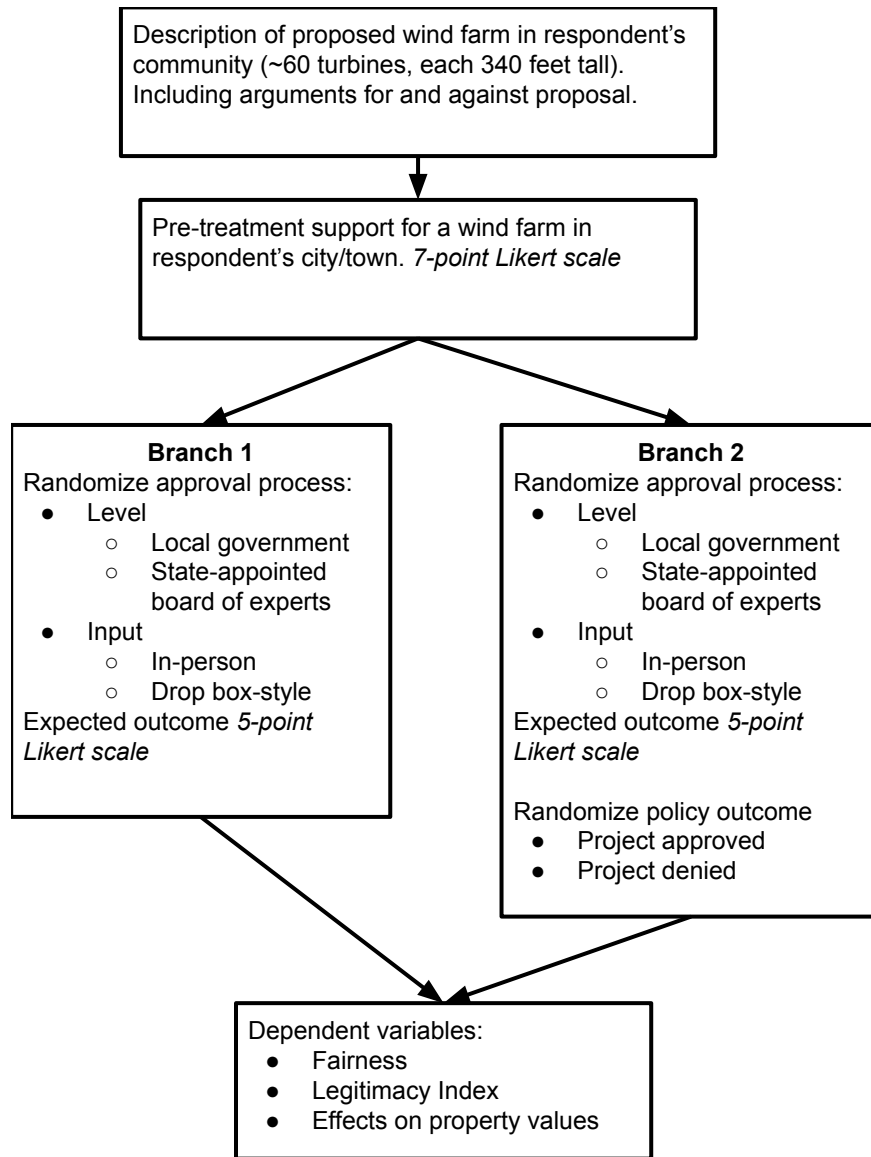 Description of proposed wind farm in respondent's
community (~60 turbines, each 340 feet tall).
Including arguments for and against proposal.
Pre-treatment support for a wind farm in
respondent's city/town. 7-point Likert scale
Branch 1
Randomize approval process:
● Level
○ Local government
○ State-appointed
board of experts
● Input
○ In-person
○ Drop box-style
Expected outcome 5-point
Likert scale
Branch 2
Randomize approval process:
● Level
○ Local government
○ State-appointed
board of experts
● Input
○ In-person
○ Drop box-style
Expected outcome 5-point
Likert scale
Randomize policy outcome
● Project approved
● Project denied
Dependent variables:
● Fairness
● Legitimacy Index
● Effects on property values